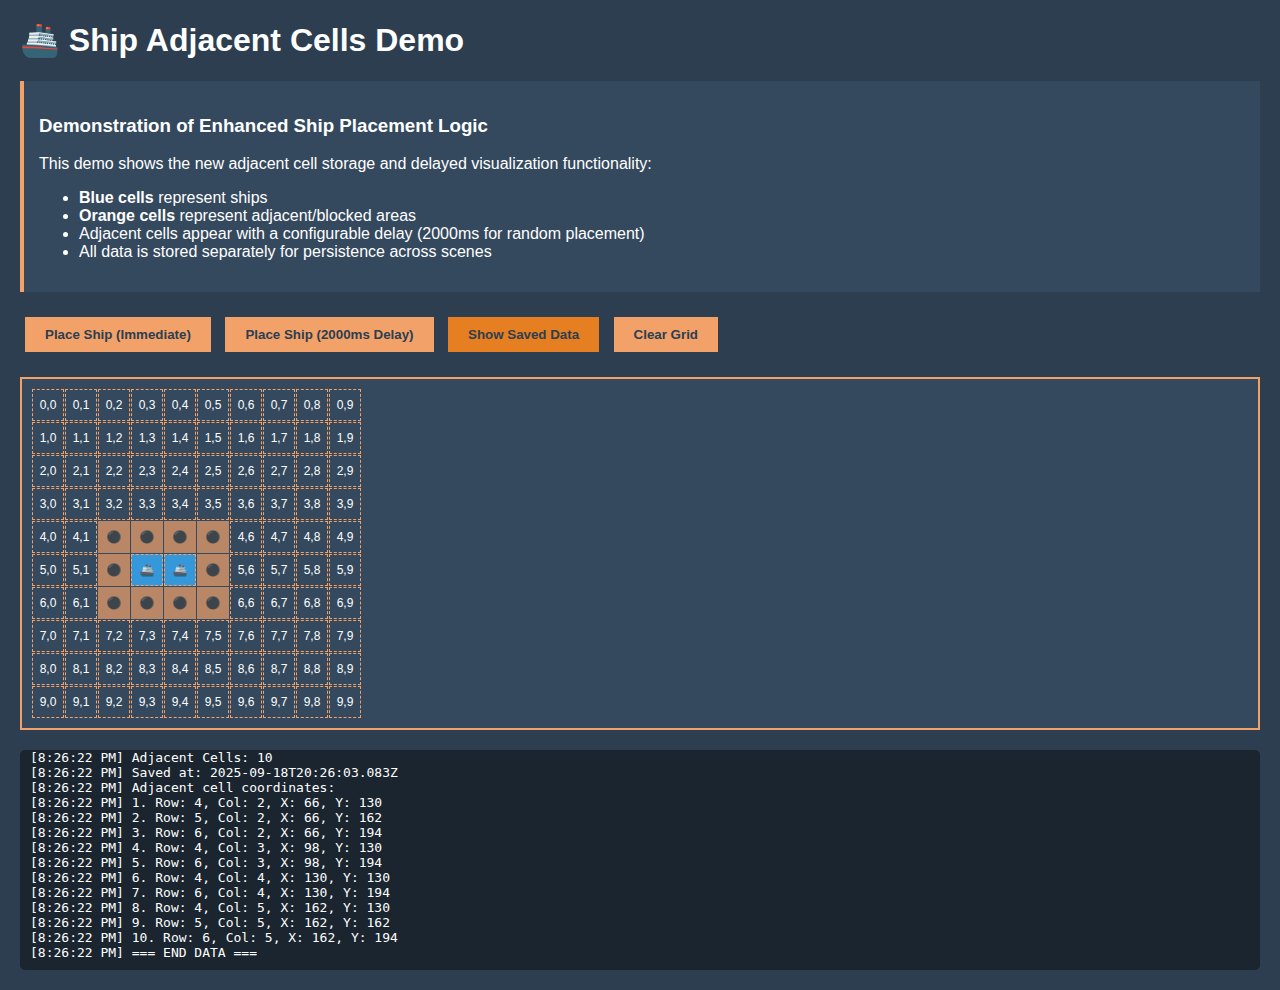 Ship Adjacent Cells Demo
Demonstration of Enhanced Ship Placement Logic
This demo shows the new adjacent cell storage and delayed visualization functionality:
Blue cells represent ships
Orange cells represent adjacent/blocked areas
Adjacent cells appear with a configurable delay (2000ms for random placement)
All data is stored separately for persistence across scenes
Place Ship (Immediate) Place Ship (2000ms Delay) Show Saved Data Clear Grid
0,0 0,1 0,2 0,3 0,4 0,5 0,6 0,7 0,8 0,9
1,0 1,1 1,2 1,3 1,4 1,5 1,6 1,7 1,8 1,9
2,0 2,1 2,2 2,3 2,4 2,5 2,6 2,7 2,8 2,9
3,0 3,1 3,2 3,3 3,4 3,5 3,6 3,7 3,8 3,9
4,0 4,1 4,6 4,7 4,8 4,9
5,0 5,1 5,6 5,7 5,8 5,9
6,0 6,1 6,6 6,7 6,8 6,9
7,0 7,1 7,2 7,3 7,4 7,5 7,6 7,7 7,8 7,9
8,0 8,1 8,2 8,3 8,4 8,5 8,6 8,7 8,8 8,9
9,0 9,1 9,2 9,3 9,4 9,5 9,6 9,7 9,8 9,9
[8:26:22 PM] Adjacent Cells: 10
[8:26:22 PM] Saved at: 2025-09-18T20:26:03.083Z
[8:26:22 PM] Adjacent cell coordinates:
[8:26:22 PM] 1. Row: 4, Col: 2, X: 66, Y: 130
[8:26:22 PM] 2. Row: 5, Col: 2, X: 66, Y: 162
[8:26:22 PM] 3. Row: 6, Col: 2, X: 66, Y: 194
[8:26:22 PM] 4. Row: 4, Col: 3, X: 98, Y: 130
[8:26:22 PM] 5. Row: 6, Col: 3, X: 98, Y: 194
[8:26:22 PM] 6. Row: 4, Col: 4, X: 130, Y: 130
[8:26:22 PM] 7. Row: 6, Col: 4, X: 130, Y: 194
[8:26:22 PM] 8. Row: 4, Col: 5, X: 162, Y: 130
[8:26:22 PM] 9. Row: 5, Col: 5, X: 162, Y: 162
[8:26:22 PM] 10. Row: 6, Col: 5, X: 162, Y: 194
[8:26:22 PM] === END DATA ===